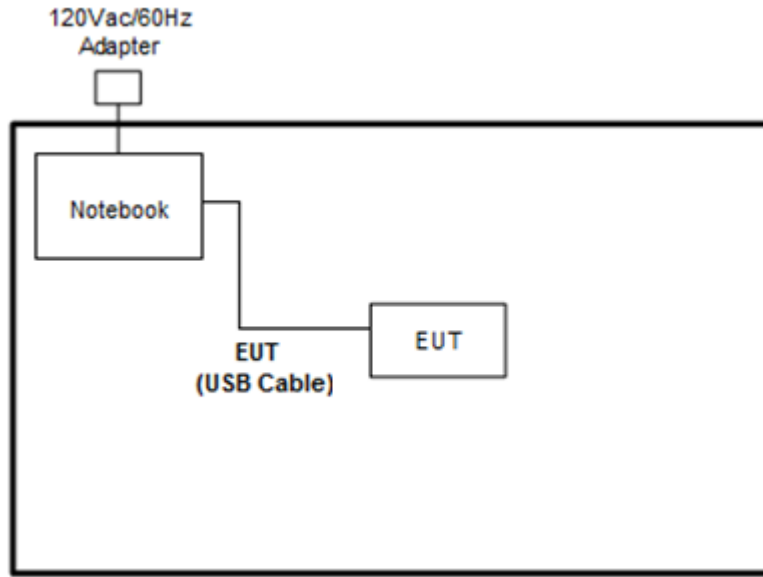 120Vac/60Hz
Adapter
Notebook
EUT
EUT
(USB Cable)